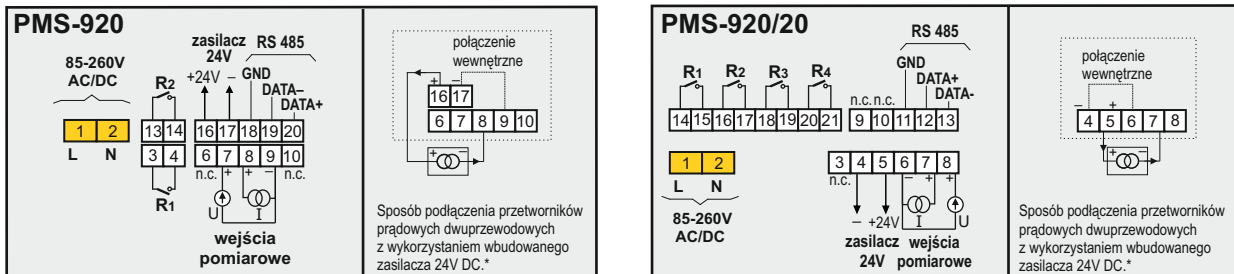 PMS-920
85-260V
AC/DC
1 2
L N
R2
13 14
3 4
R1
zasilacz
24V
+24V –
RS 485
GND
DATA–
DATA+
16 17 18 19 20
6 7 8 9 10
n.c. + + – n.c.
U I
wejścia
pomiarowe
połączenie
wewnętrzne
+ –
16 17
6 7 8 9 10
+ –
Sposób podłączenia przetworników
prądowych dwuprzewodowych
z wykorzystaniem wbudowanego
zasilacza 24V DC.*
PMS-920/20
R1 R2 R3 R4
14 15 16 17 18 19 20 21
RS 485
GND
DATA+
DATA-
n.c. n.c.
9 10 11 12 13
1 2
L N
85-260V
AC/DC
3 4 5 6 7 8
n.c. – + +
I U
– +24V
zasilacz
24V
wejścia
pomiarowe
połączenie
wewnętrzne
– +
4 5 6 7 8
+ –
Sposób podłączenia przetworników
prądowych dwuprzewodowych
z wykorzystaniem wbudowanego
zasilacza 24V DC.*